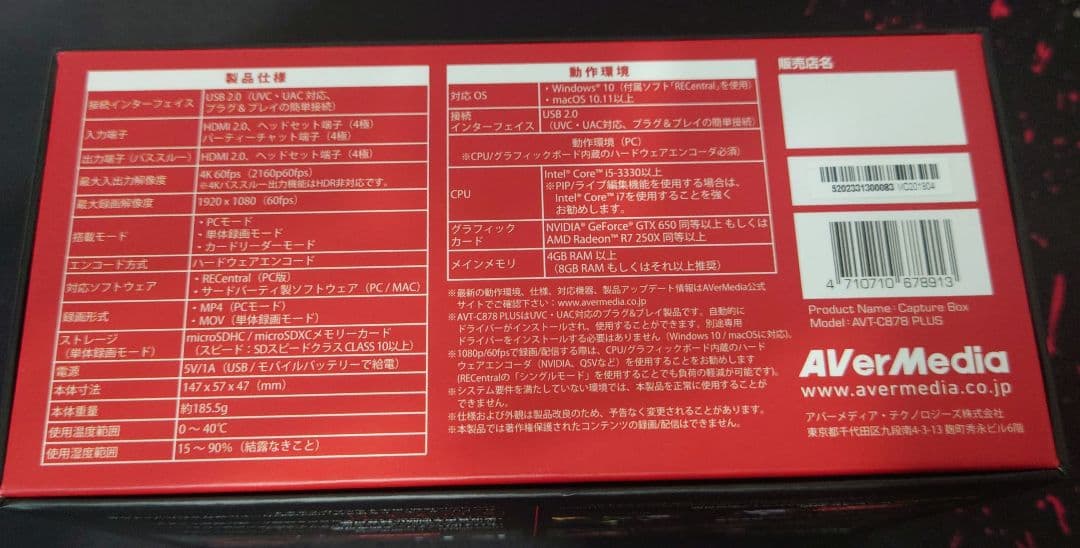 製品仕様
接続インターフェイス
USB 2.0（UVC・UAC 対応、
プラグ＆プレイの簡単接続）
入力端子
HDMI 2.0、ヘッドセット端子（4極）
パーティーチャット端子（4極）
出力端子（パススルー）
HDMI 2.0、ヘッドセット端子（4極）
最大入出力解像度
4K 60fps（2160p60fps）
※4Kパススルー出力機能はHDR非対応です。
最大録画解像度
1920 x 1080（60fps）
搭載モード
・PCモード
・単体録画モード
・カードリーダーモード
エンコード方式
ハードウェアエンコード
対応ソフトウェア
・RECentral（PC版）
・サードパーティ製ソフトウェア（PC / MAC）
録画形式
・MP4（PCモード）
・MOV（単体録画モード）
ストレージ
（単体録画モード）
microSDHC / microSDXCメモリーカード
（スピード：SDスピードクラス CLASS 10以上）
電源
5V/1A（USB / モバイルバッテリーで給電）
本体寸法
147 x 57 x 47（mm）
本体重量
約185.5g
使用温度範囲
0 ～ 40℃
使用湿度範囲
15 ～ 90%（結露なきこと）
動作環境
対応 OS
・Windows® 10（付属ソフト「RECentral」を使用）
・macOS 10.11以上
接続
インターフェイス
USB 2.0
（UVC・UAC対応、プラグ＆プレイの簡単接続）
動作環境（PC）
※CPU/グラフィックボード内蔵のハードウェアエンコーダ必須）
CPU
Intel® Core™ i5-3330以上
※PIP/ライブ編集機能を使用する場合は、
Intel® Core™ i7を使用することを強く
お勧めします。
グラフィック
カード
NVIDIA® GeForce® GTX 650 同等以上 もしくは
AMD Radeon™ R7 250X 同等以上
メインメモリ
4GB RAM 以上
（8GB RAM もしくはそれ以上推奨）
※最新の動作環境、仕様、対応機器、製品アップデート情報はAVerMedia公式
サイトでご確認下さい：www.avermedia.co.jp
※AVT-C878 PLUSはUVC・UAC対応のプラグ＆プレイ製品です。自動的に
ドライバーがインストールされ、使用することができます。別途専用
ドライバーをインストールする必要はありません（Windows 10 / macOSに対応)。
※1080p/60fpsで録画/配信する際は、CPU/グラフィックボード内蔵のハード
ウェアエンコーダ（NVIDIA、QSVなど）を使用することをお勧めします
(RECentralの「シングルモード」を使用することでも負荷の軽減が可能です)。
※システム要件を満たしていない環境では、本製品を正常に使用することが
できません。
※仕様および外観は製品改良のため、予告なく変更されることがあります。
※本製品では著作権保護されたコンテンツの録画/配信はできません。
販売店名
5202331300083 MC201804
4 710710 678913
Product Name : Capture Box
Model : AVT-C878 PLUS
AVerMedia
www.avermedia.co.jp
アバーメディア・テクノロジーズ株式会社
東京都千代田区九段南4-3-13 麹町秀永ビル6階